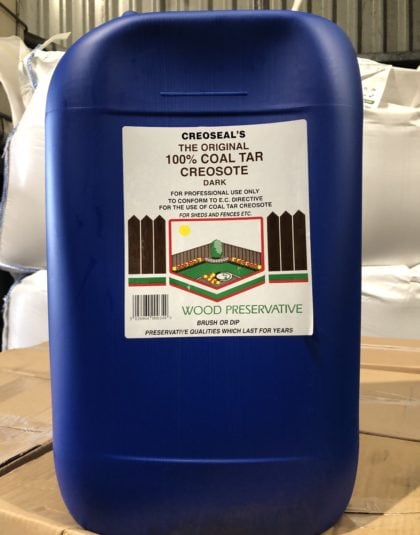 CREOSEAL'S
THE ORIGINAL
100% COAL TAR
CREOSOTE
DARK
FOR PROFESSIONAL USE ONLY
TO CONFORM TO E.C. DIRECTIVE
FOR THE USE OF COAL TAR CREOSOTE
FOR SHEDS AND FENCES ETC.
WOOD PRESERVATIVE
BRUSH OR DIP
PRESERVATIVE QUALITIES WHICH LAST FOR YEARS